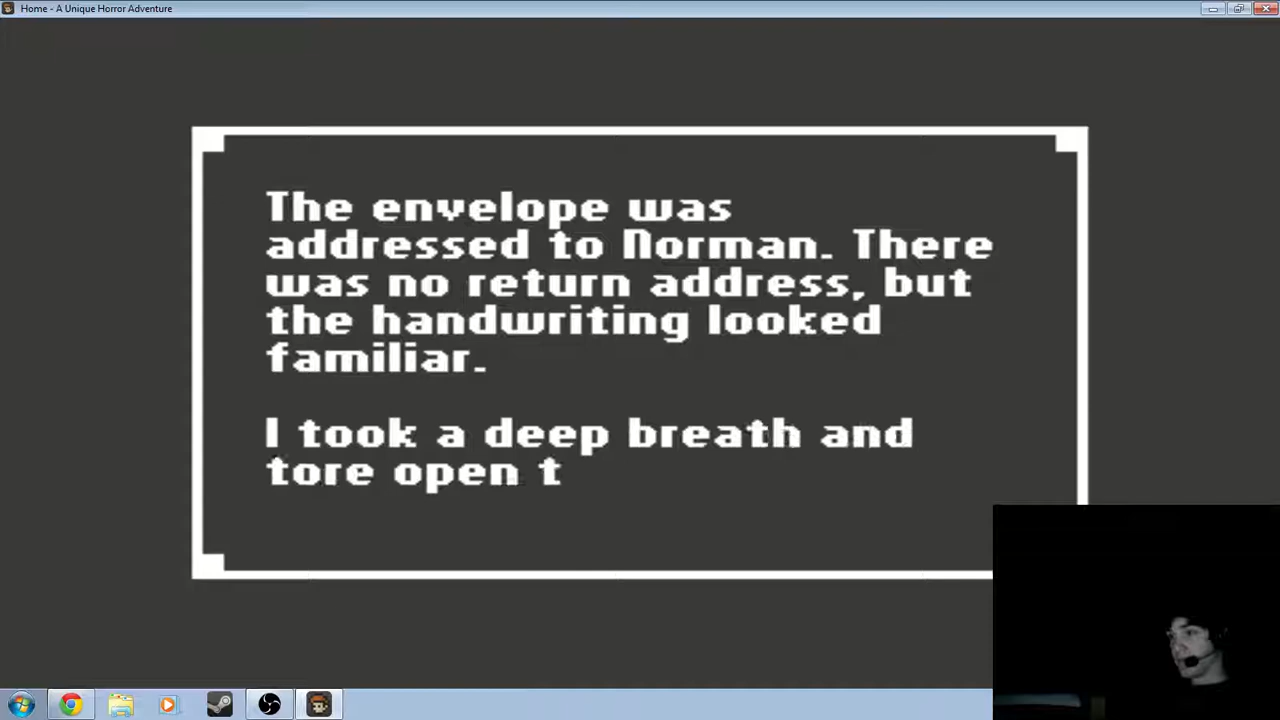 Home - A Unique Horror Adventure
The envelope was
addressed to Norman. There
was no return address, but
the handwriting looked
familiar.
I took a deep breath and
tore open t